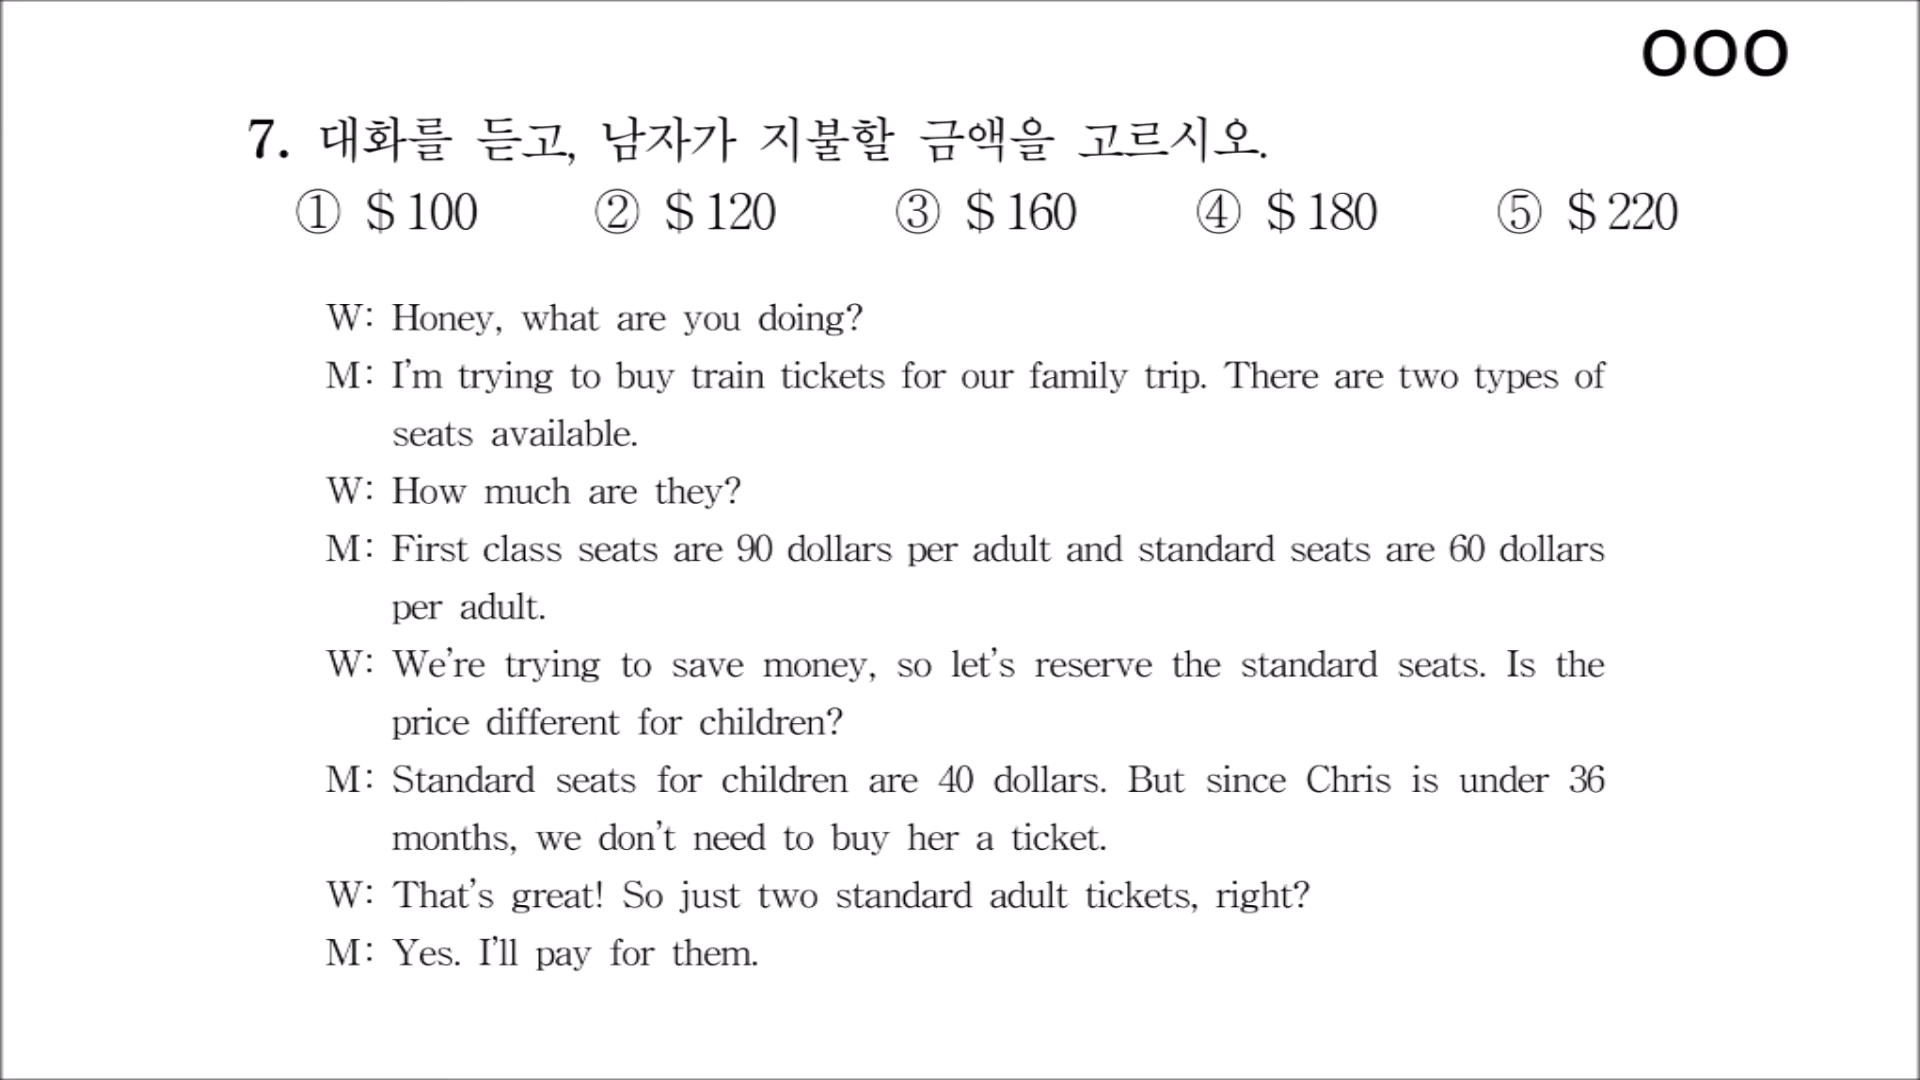 OOO
7. 대화를 듣고, 남자가 지불할 금액을 고르시오.
① $100 ② $120 ③ $160 ④ $180 ⑤ $220
W: Honey, what are you doing?
M: I'm trying to buy train tickets for our family trip. There are two types of
seats available.
W: How much are they?
M: First class seats are 90 dollars per adult and standard seats are 60 dollars
per adult.
W: We're trying to save money, so let's reserve the standard seats. Is the
price different for children?
M: Standard seats for children are 40 dollars. But since Chris is under 36
months, we don't need to buy her a ticket.
W: That's great! So just two standard adult tickets, right?
M: Yes. I'll pay for them.